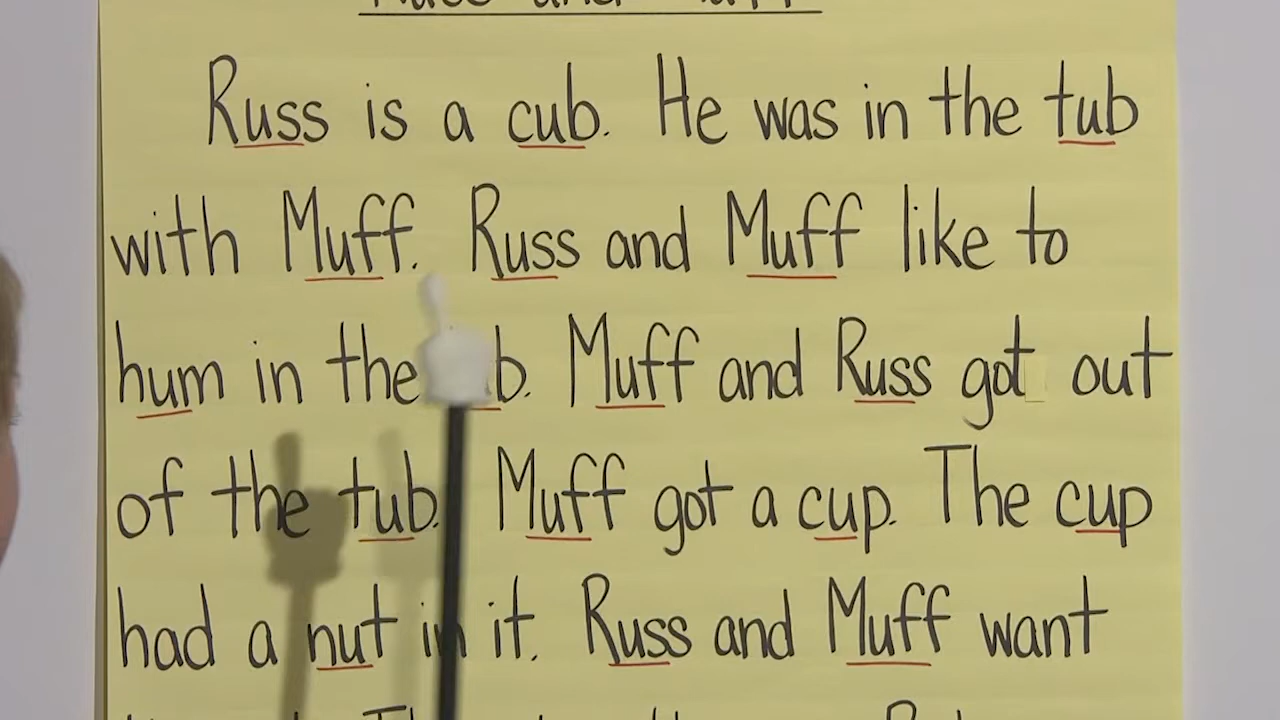 Russ is a cub. He was in the tub
with Muff. Russ and Muff like to
hum in the b. Muff and Russ got out
of the tub. Muff got a cup. The cup
had a nut in it. Russ and Muff want